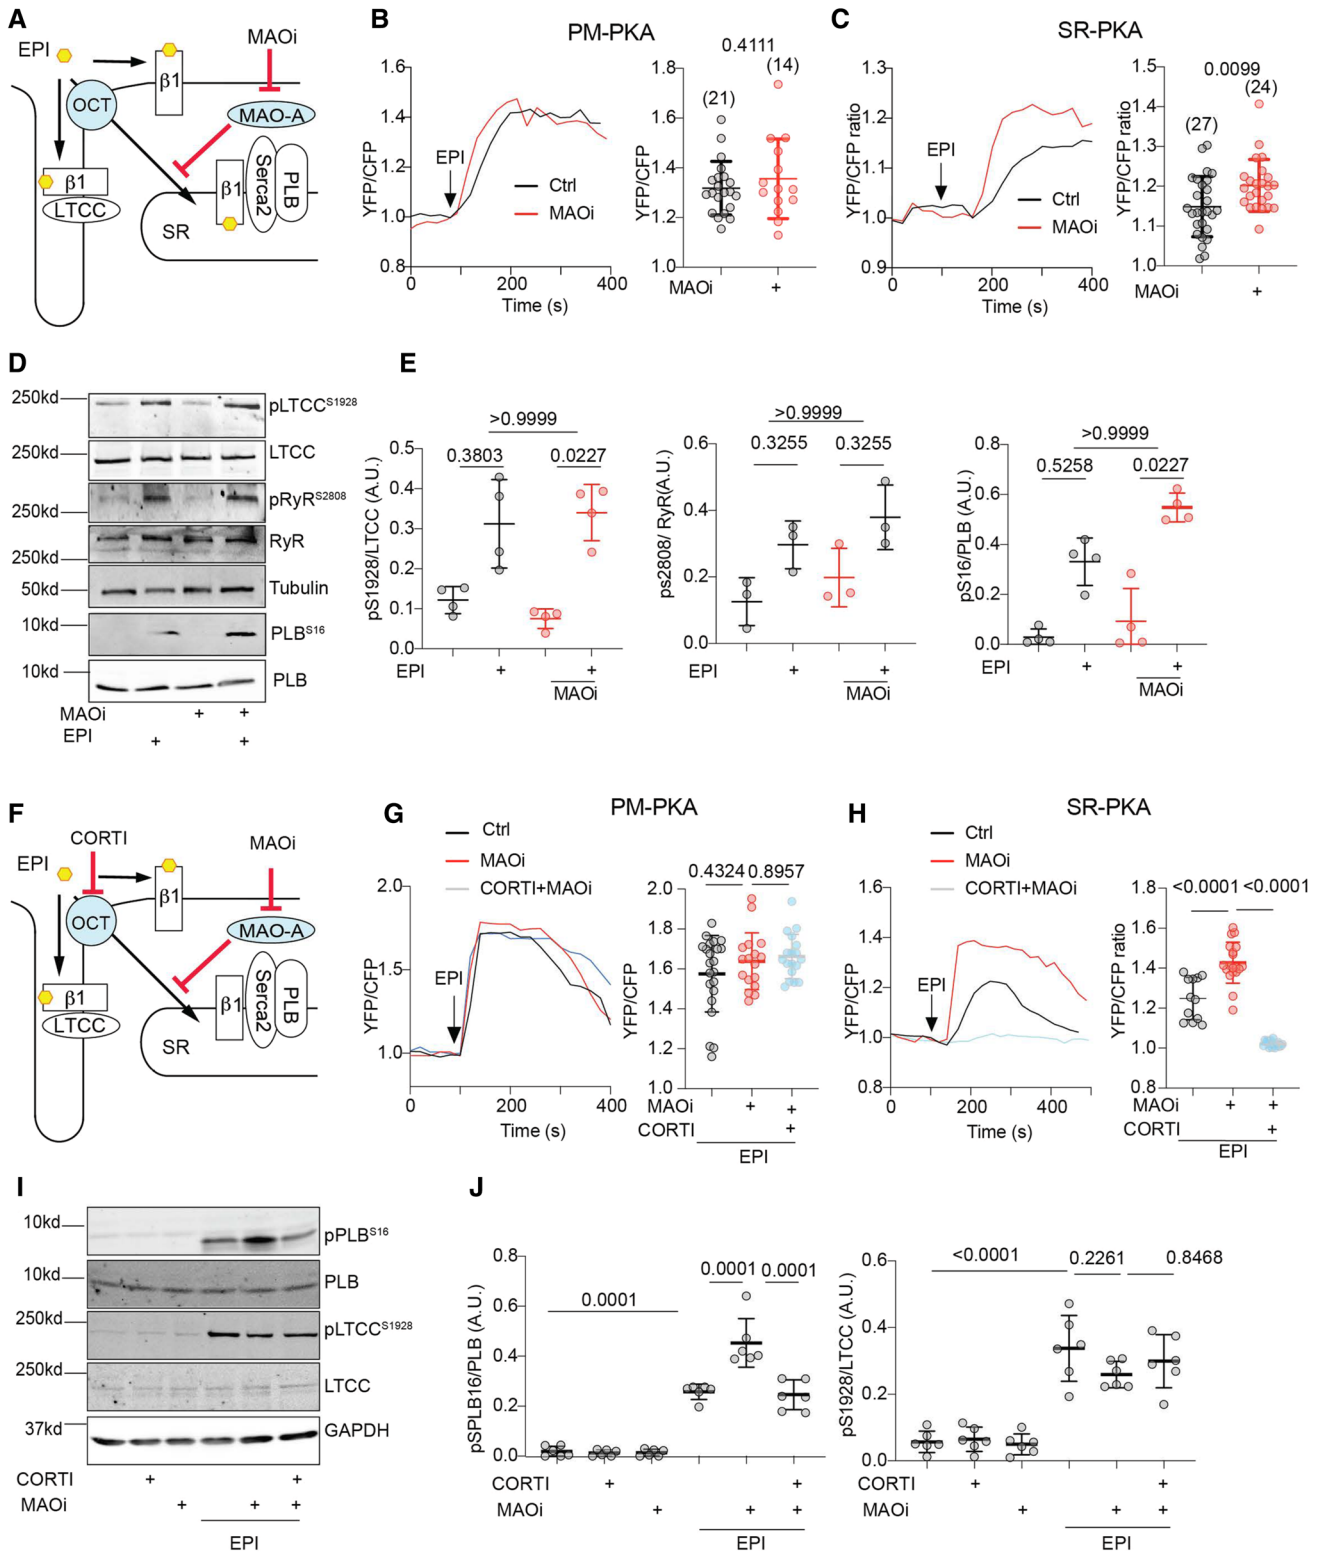 A
EPI
MAOi
β1
OCT
MAO-A
β1
LTCC
β1
Serca2
PLB
SR
B
PM-PKA
YFP/CFP
1.6
1.4
1.2
1.0
0.8
EPI
Ctrl
MAOi
0 200 400
Time (s)
0.4111
(21)
(14)
YFP/CFP
1.8
1.6
1.4
1.2
1.0
MAOi +
C
SR-PKA
YFP/CFP ratio
1.3
1.2
1.1
1.0
0.9
EPI
Ctrl
MAOi
0 200 400
Time (s)
0.0099
(27)
(24)
YFP/CFP ratio
1.5
1.4
1.3
1.2
1.1
1.0
MAOi +
D
250kd pLTCCS1928
250kd LTCC
250kd pRyRS2808
250kd RyR
50kd Tubulin
10kd PLBS16
10kd PLB
MAOi + +
EPI + +
E
pS1928/LTCC (A.U.)
>0.9999
0.3803 0.0227
0.5
0.4
0.3
0.2
0.1
0.0
EPI + +
MAOi
ps2808/ RyR(A.U.)
>0.9999
0.3255 0.3255
0.6
0.4
0.2
0.0
EPI + +
MAOi
pS16/PLB (A.U.)
>0.9999
0.5258 0.0227
0.8
0.6
0.4
0.2
0.0
EPI + +
MAOi
F
CORTI
EPI
MAOi
β1
OCT
MAO-A
β1
LTCC
β1
Serca2
PLB
SR
G
PM-PKA
Ctrl
MAOi
CORTI+MAOi
YFP/CFP
2.0
1.5
1.0
EPI
0 200 400
Time (s)
0.4324 0.8957
YFP/CFP
2.0
1.8
1.6
1.4
1.2
1.0
MAOi + +
CORTI +
EPI
H
SR-PKA
Ctrl
MAOi
CORTI+MAOi
YFP/CFP
1.6
1.4
1.2
1.0
0.8
EPI
0 200 400
Time (s)
<0.0001 <0.0001
YFP/CFP ratio
1.8
1.6
1.4
1.2
1.0
0.8
MAOi + +
CORTI +
EPI
I
10kd pPLBS16
10kd PLB
250kd pLTCCS1928
250kd LTCC
37kd GAPDH
CORTI + +
MAOi + + +
EPI
J
pSPLB16/PLB (A.U.)
0.0001
0.0001 0.0001
0.8
0.6
0.4
0.2
0.0
CORTI + +
MAOi + + +
EPI
pS1928/LTCC (A.U.)
<0.0001 0.2261 0.8468
0.6
0.4
0.2
0.0
CORTI + +
MAOi + + +
EPI